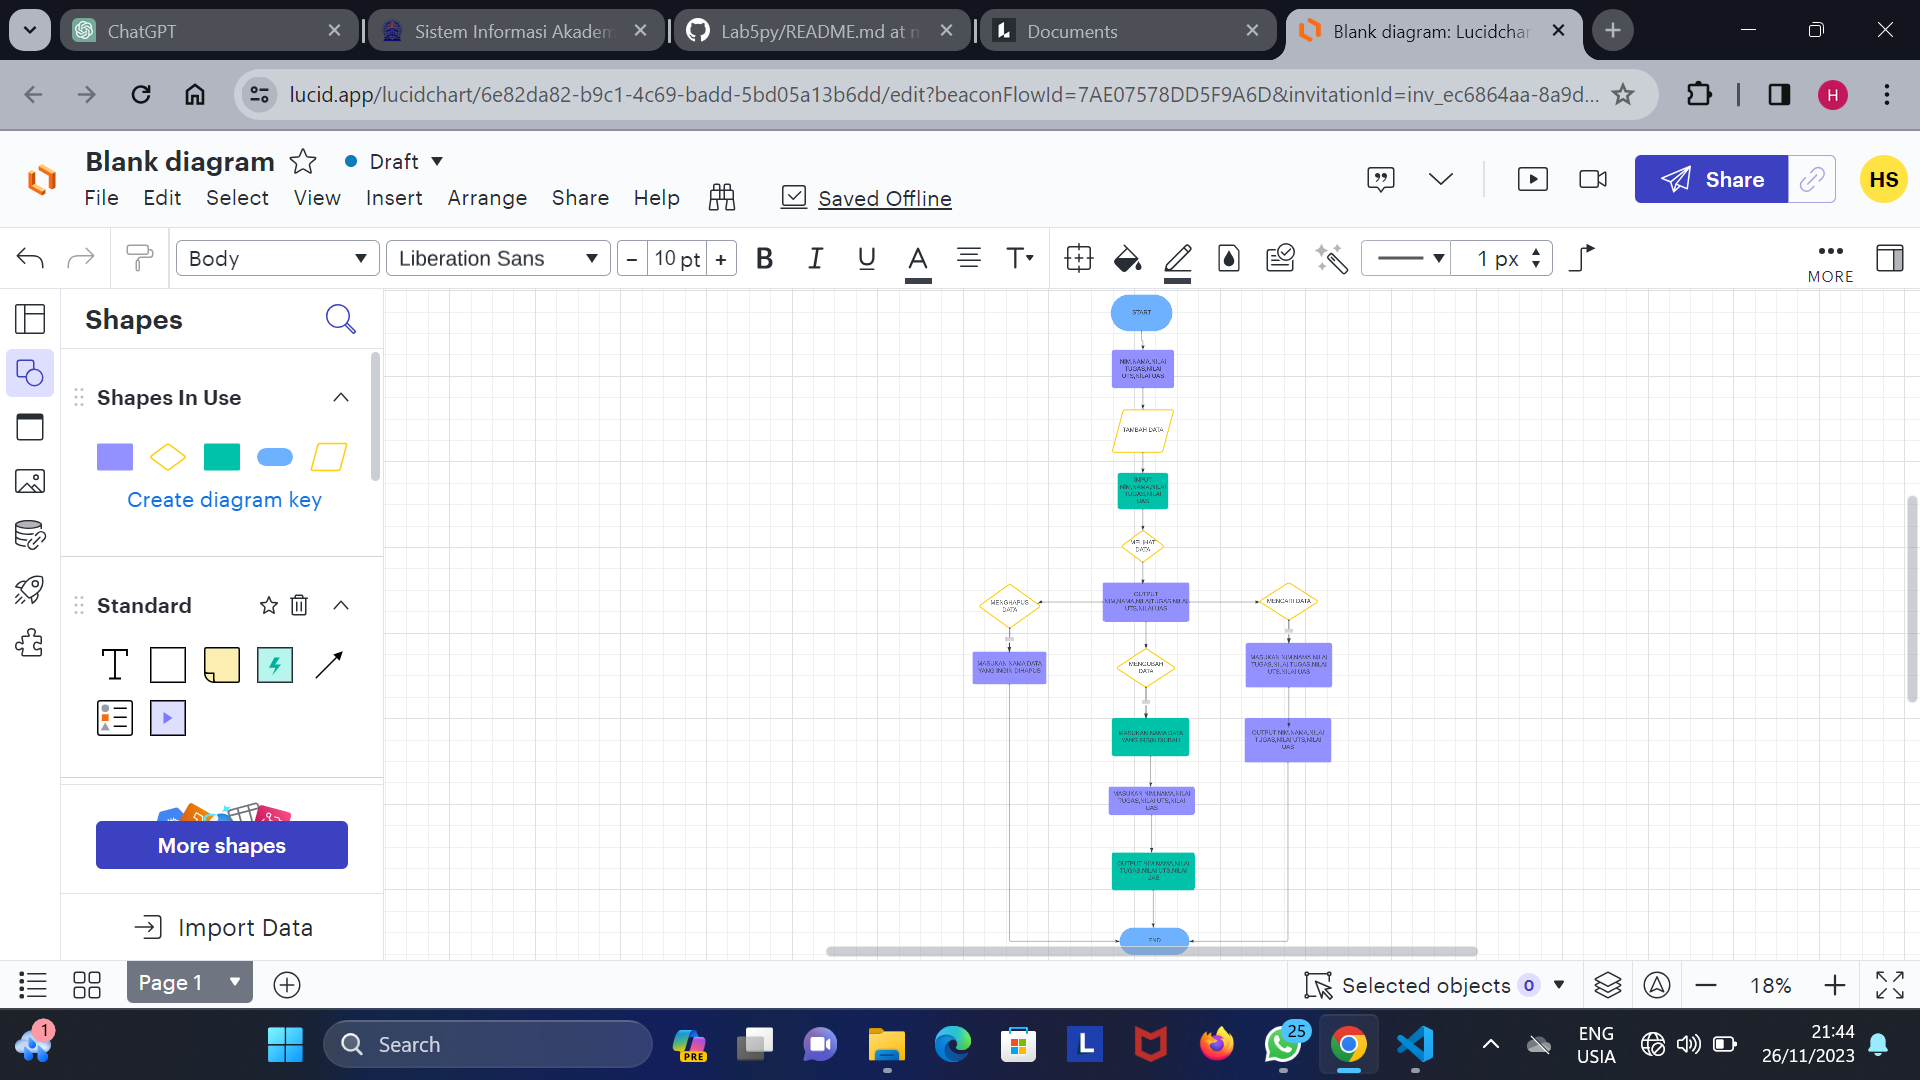 ChatGPT
Sistem Informasi Akadem
Lab5py/README.md at m
Documents
Blank diagram: Lucidchar
lucid.app/lucidchart/6e82da82-b9c1-4c69-badd-5bd05a13b6dd/edit?beaconFlowId=7AE07578DD5F9A6D&invitationId=inv_ec6864aa-8a9d...
H
Blank diagram
Draft
File Edit Select View Insert Arrange Share Help
Saved Offline
Share
HS
Body
Liberation Sans
- 10 pt +
B I U A T
1 px
MORE
Shapes
Shapes In Use
Create diagram key
Standard
T
More shapes
Import Data
START
NIM,NAMA,NILAI
TUGAS,NILAI
UTS,NILAI UAS
TAMBAH DATA
INPUT
NIM,NAMA,NILAI
TUGAS,NILAI
UAS
MELIHAT
DATA
OUTPUT
NIM,NAMA,NILAITUGAS,NILAI
UTS,NILAI UAS
MENGHAPUS
DATA
MENCARI DATA
MASUKAN NAMA DATA
YANG INGIN DIHAPUS
MENGUBAH
DATA
MASUKAN NIM,NAMA,NILAI
TUGAS,NILAI TUGAS,NILAI
UTS,NILAI UAS
MASUKAN NAMA DATA
YANG INGIN DIUBAH
OUTPUT NIM,NAMA,NILAI
TUGAS,NILAI UTS,NILAI
UAS
MASUKAN NIM,NAMA,NILAI
TUGAS,NILAI UTS,NILAI
UAS
OUTPUT NIM,NAMA,NILAI
TUGAS,NILAI UTS,NILAI
UAS
END
Page 1
Selected objects 0
18%
1
Search
PRE
L
25
ENG
USIA
21:44
26/11/2023